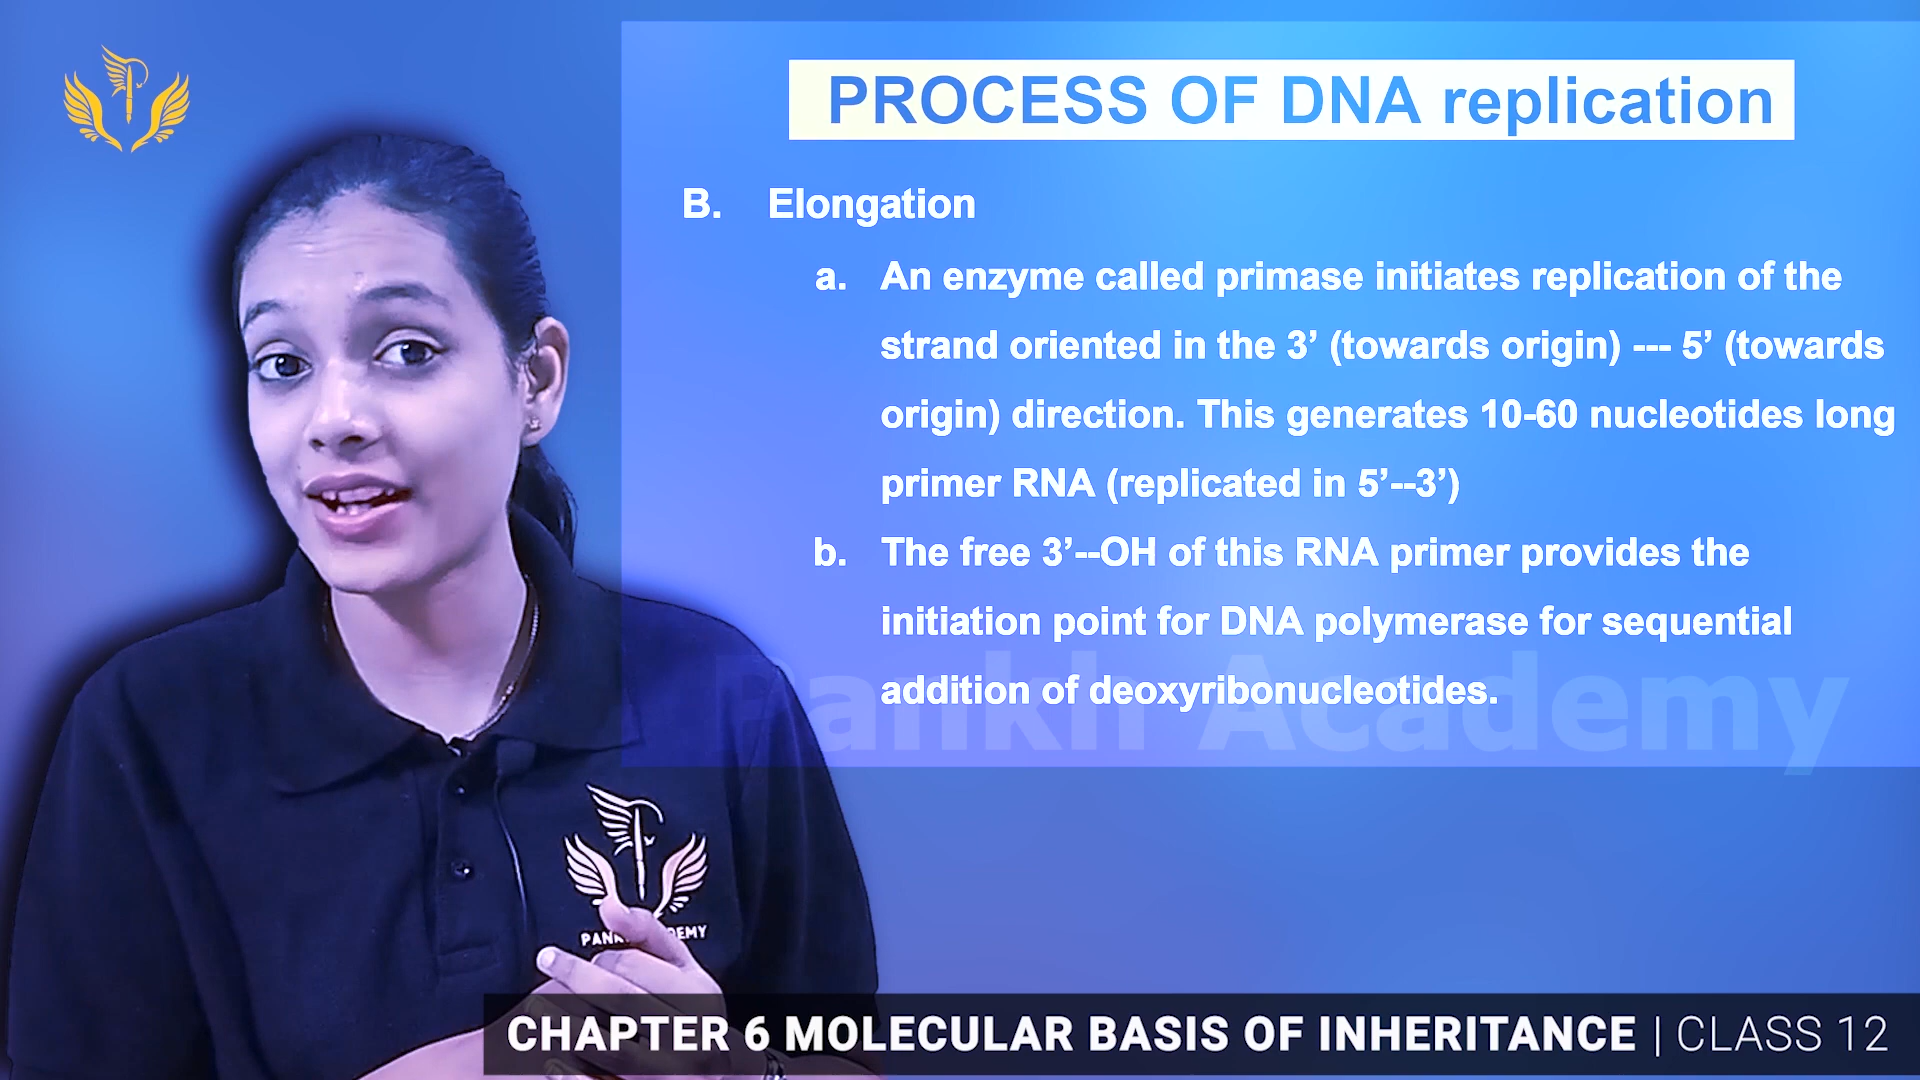 PROCESS OF DNA replication
B. Elongation
a. An enzyme called primase initiates replication of the
strand oriented in the 3’ (towards origin) --- 5’ (towards
origin) direction. This generates 10-60 nucleotides long
primer RNA (replicated in 5’--3’)
b. The free 3’--OH of this RNA primer provides the
initiation point for DNA polymerase for sequential
addition of deoxyribonucleotides.
Pankh Academy
CHAPTER 6 MOLECULAR BASIS OF INHERITANCE | CLASS 12